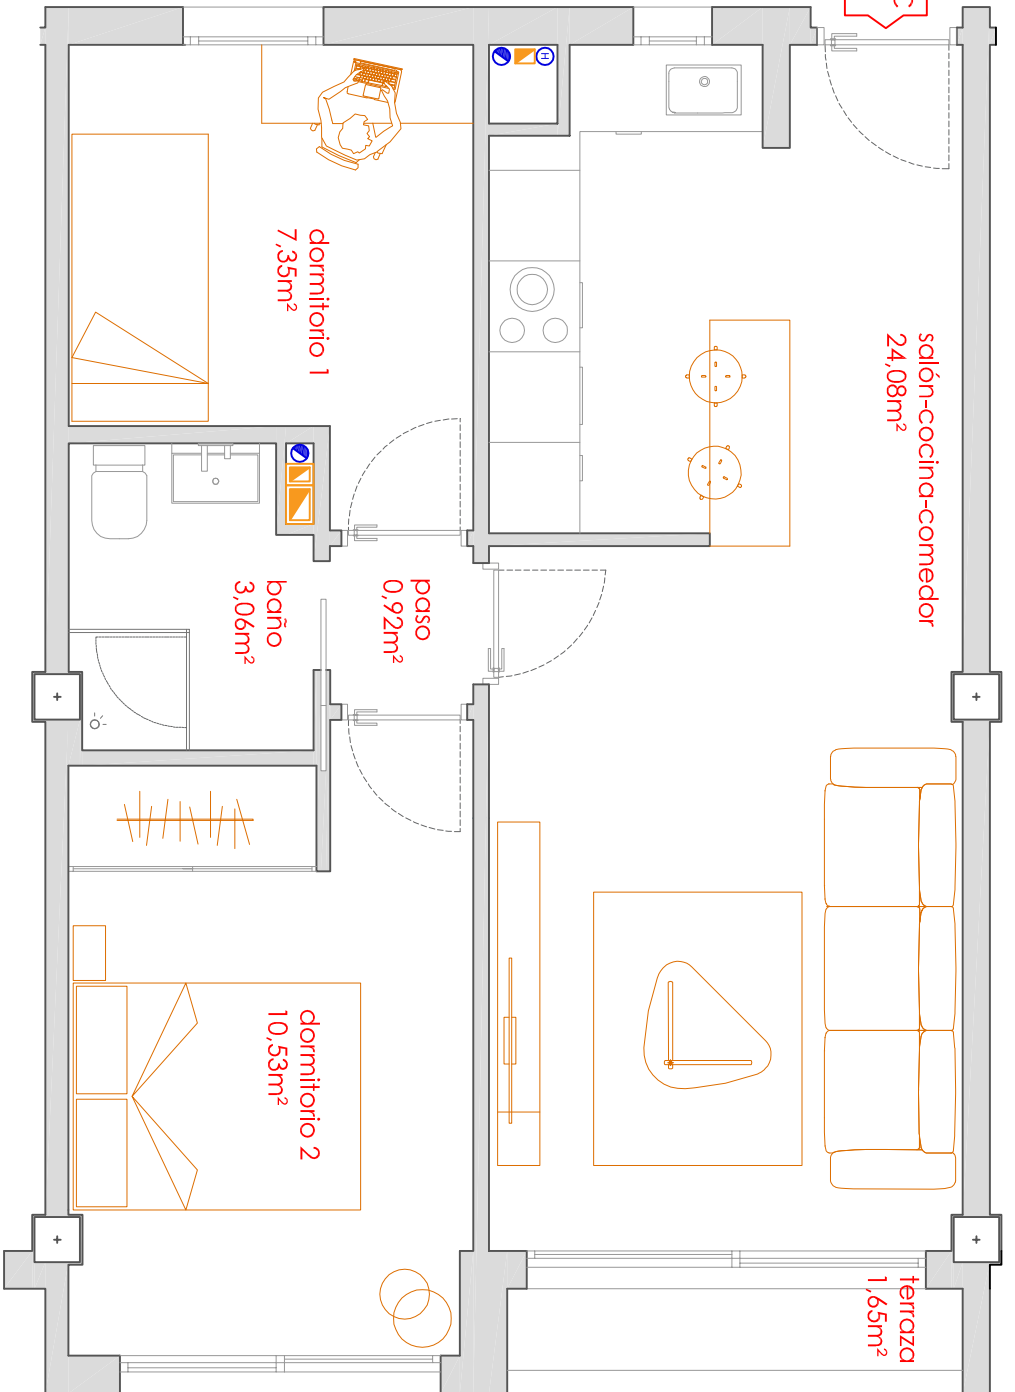 C
salón-cocina-comedor
24,08m²
dormitorio 1
7,35m²
H
paso
0,92m²
baño
3,06m²
dormitorio 2
10,53m²
terraza
1,65m²